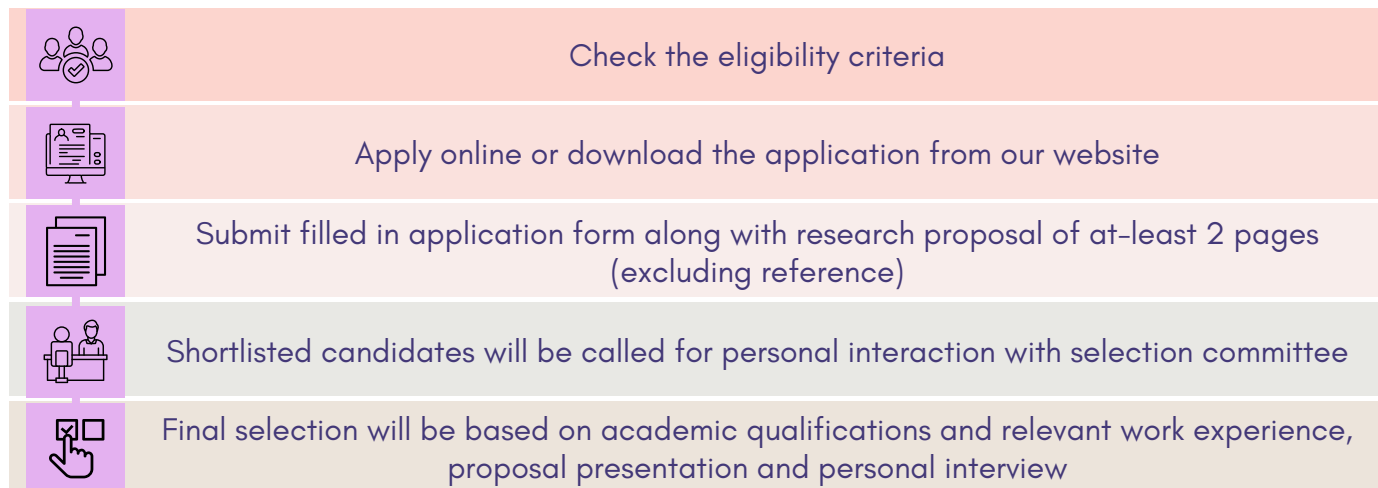 Check the eligibility criteria
Apply online or download the application from our website
Submit filled in application form along with research proposal of at-least 2 pages
(excluding reference)
Shortlisted candidates will be called for personal interaction with selection committee
Final selection will be based on academic qualifications and relevant work experience,
proposal presentation and personal interview